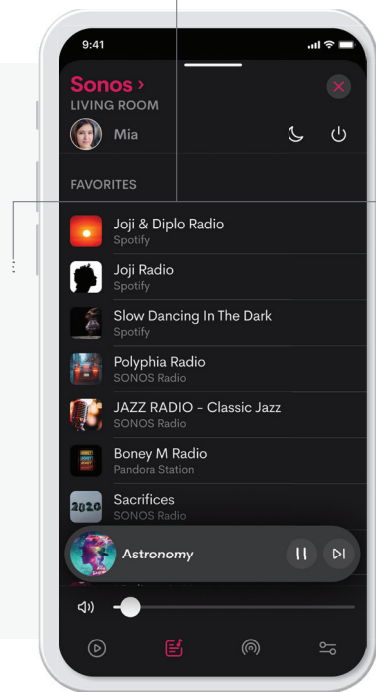 9:41
Sonos ›
LIVING ROOM
Mia
FAVORITES
Joji & Diplo Radio
Spotify
Joji Radio
Spotify
Slow Dancing In The Dark
Spotify
Polyphia Radio
SONOS Radio
JAZZ RADIO - Classic Jazz
SONOS Radio
Boney M Radio
Pandora Station
Sacrifices
2020
SONOS Radio
Astronomy